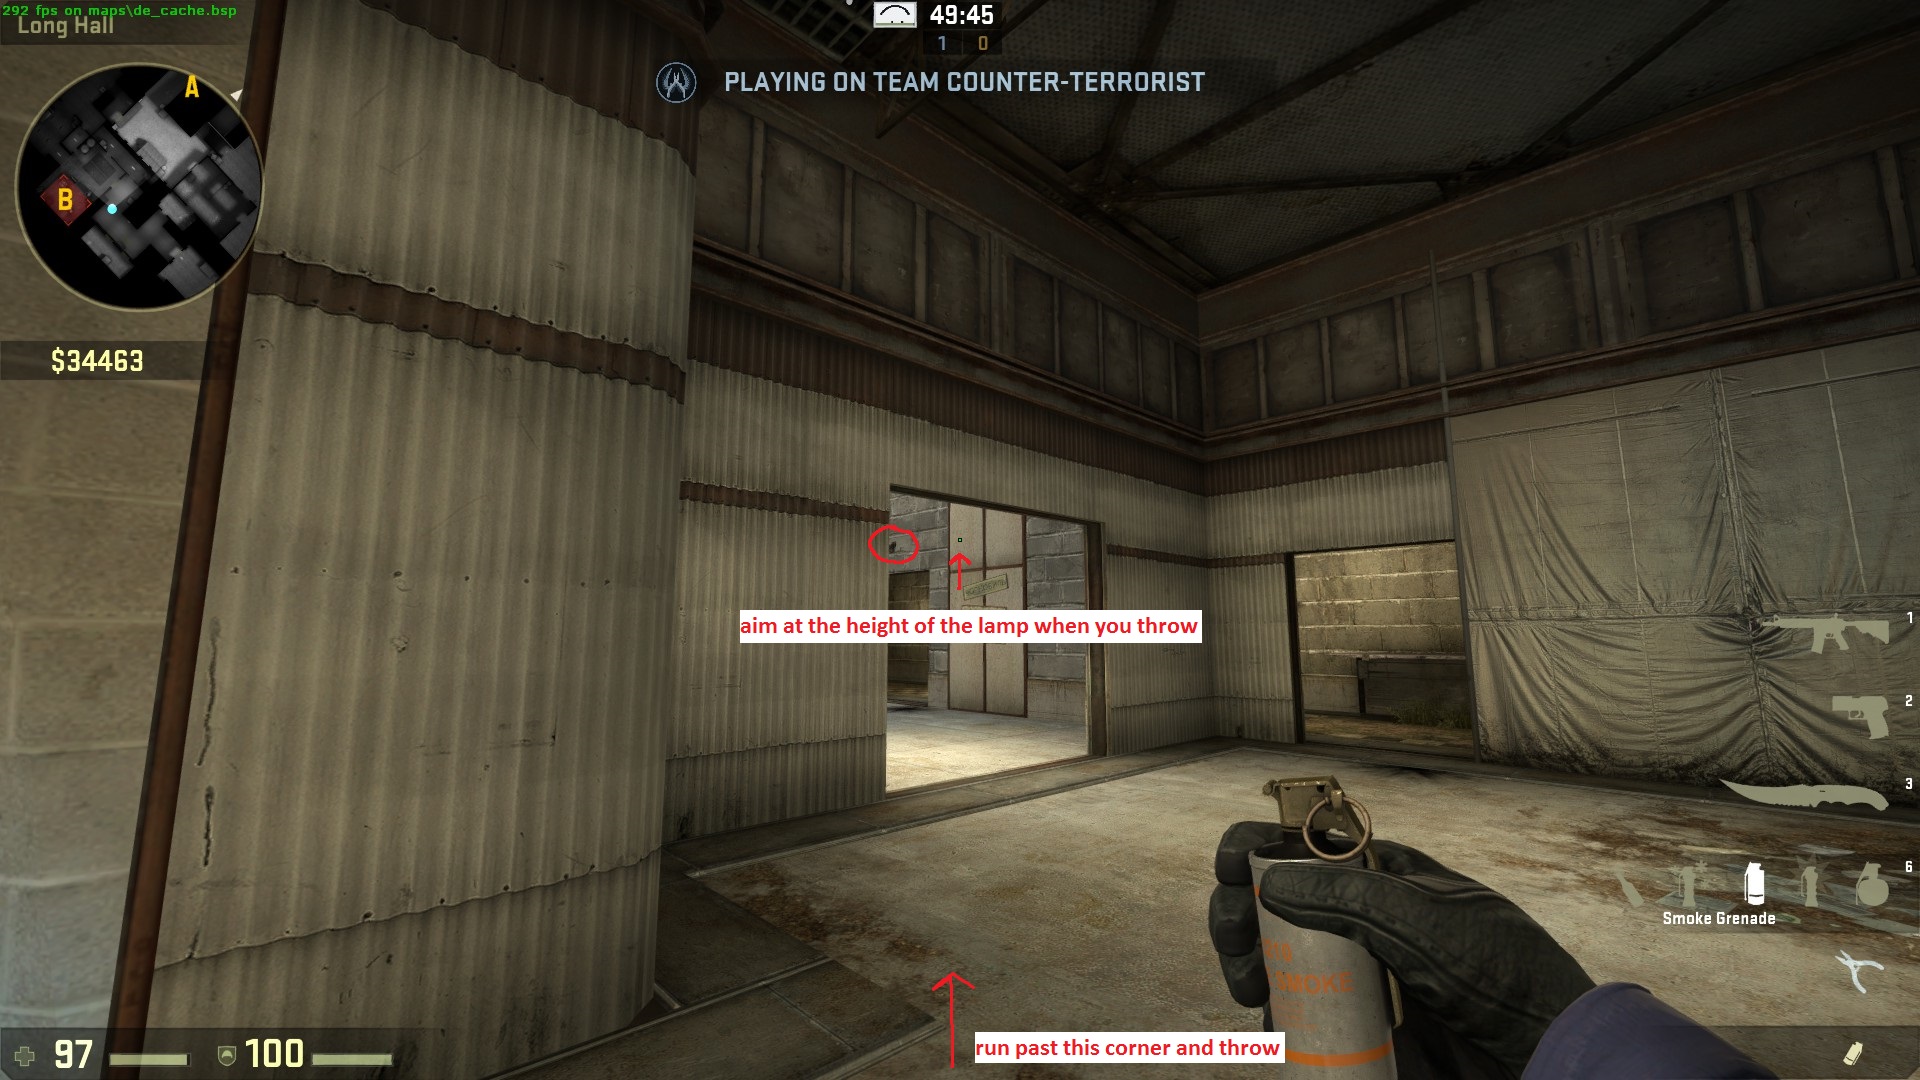 292 fps on maps\de_cache.bsp
Long Hall
49:45
1 0
PLAYING ON TEAM COUNTER-TERRORIST
A
B
$34463
aim at the height of the lamp when you throw
1
2
3
6
Smoke Grenade
SMOKE
run past this corner and throw
97
100